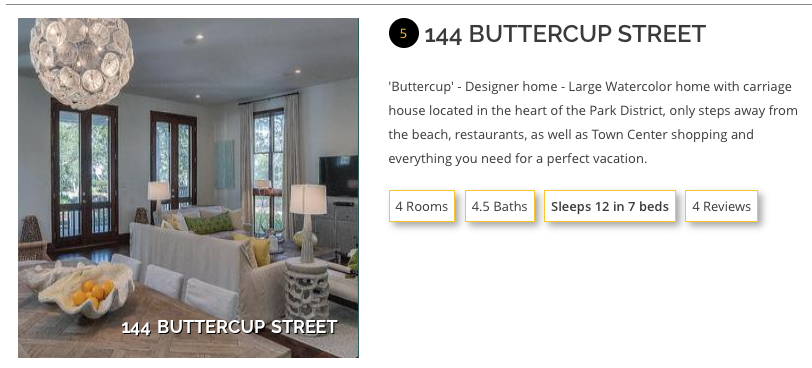 5 144 BUTTERCUP STREET
'Buttercup' - Designer home - Large Watercolor home with carriage
house located in the heart of the Park District, only steps away from
the beach, restaurants, as well as Town Center shopping and
everything you need for a perfect vacation.
4 Rooms 4.5 Baths Sleeps 12 in 7 beds 4 Reviews
144 BUTTERCUP STREET